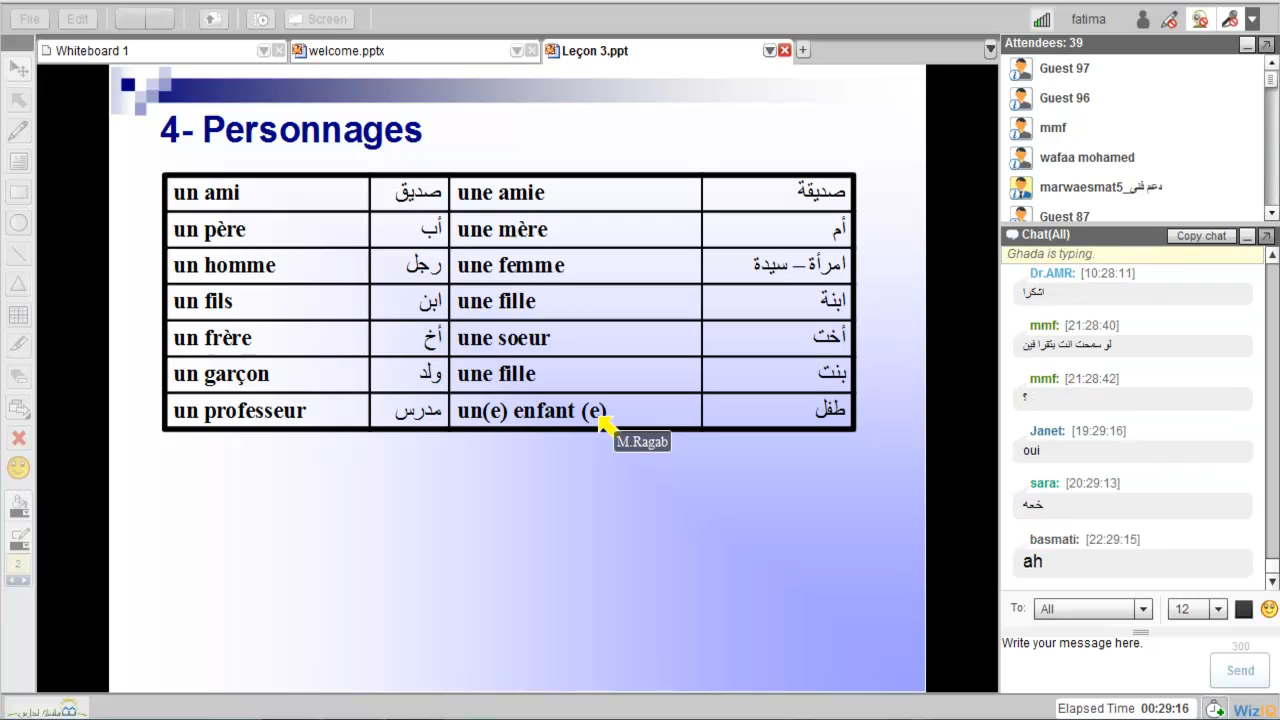 File Edit Screen fatima
Whiteboard 1 welcome.pptx Leçon 3.ppt
4- Personnages
un ami صديق une amie صديقة
un père أب une mère أم
un homme رجل une femme امرأة – سيدة
un fils ابن une fille ابنة
un frère أخ une soeur أخت
un garçon ولد une fille بنت
un professeur مدرس un(e) enfant (e) طفل
M.Ragab
2
Attendees: 39
Guest 97
Guest 96
mmf
wafaa mohamed
marwaesmat5_دعم فنى
Guest 87
Chat(All) Copy chat
Ghada is typing.
Dr.AMR: [10:28:11]
اشكرا
mmf: [21:28:40]
لو سمحت انت بتقرا فين
mmf: [21:28:42]
؟
Janet: [19:29:16]
oui
sara: [20:29:13]
خعه
basmati: [22:29:15]
ah
To: All 12
Write your message here.
300
Send
Elapsed Time 00:29:16 WizIQ